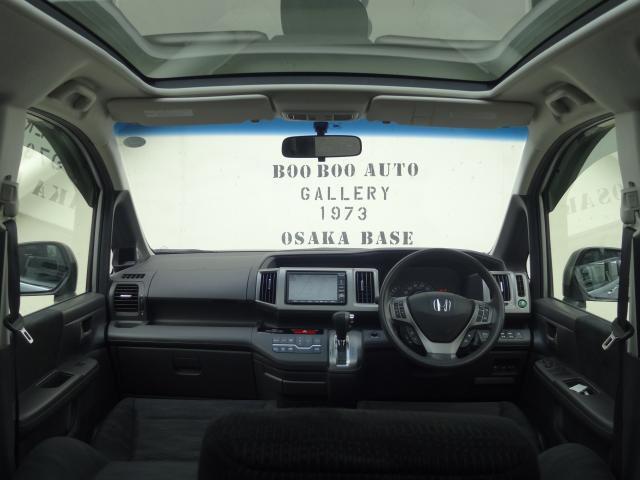 BOO BOO AUTO
GALLERY
1973
OSAKA BASE